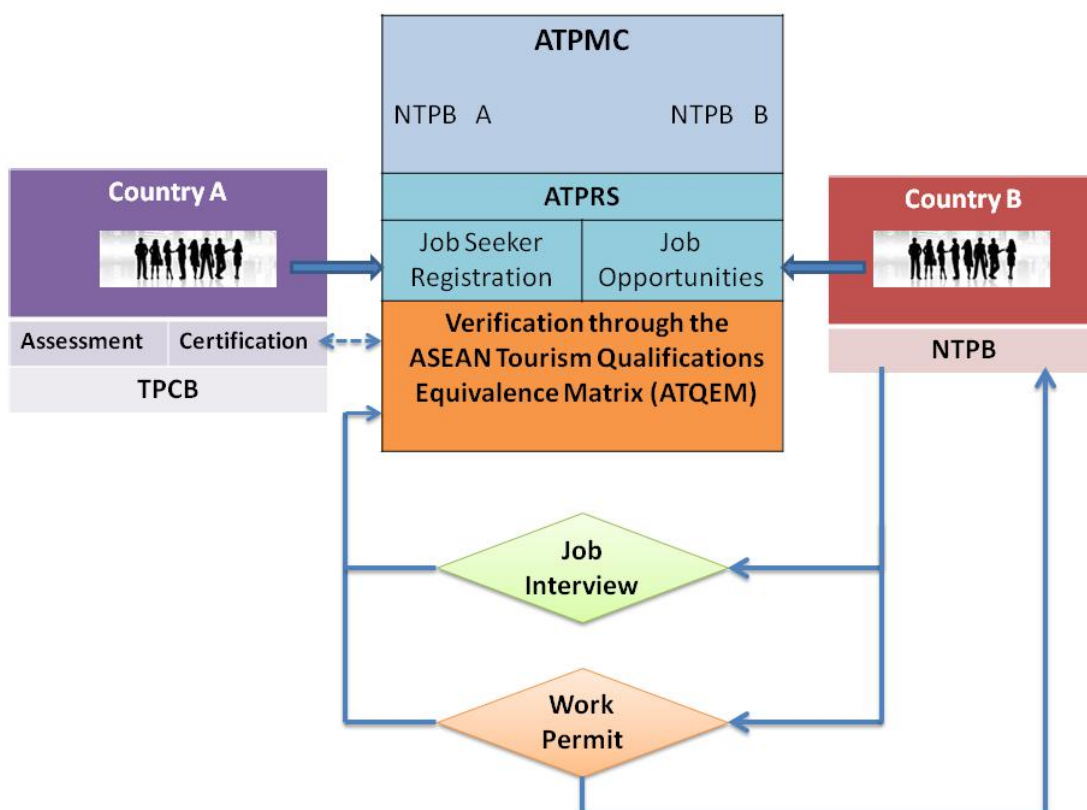 ATPMC
NTPB A
NTPB B
Country A
ATPRS
Country B
Job Seeker
Registration
Job
Opportunities
Assessment
Certification
TPCB
Verification through the
ASEAN Tourism Qualifications
Equivalence Matrix (ATQEM)
NTPB
Job
Interview
Work
Permit